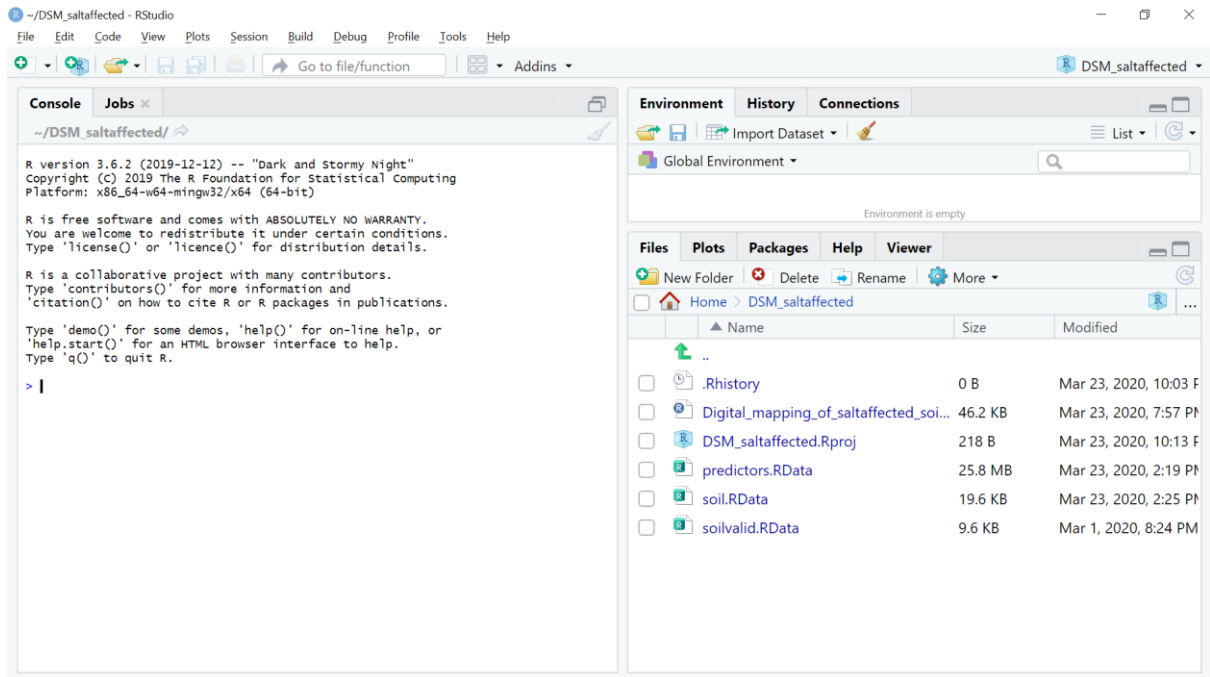 ~/DSM_saltaffected - RStudio
File Edit Code View Plots Session Build Debug Profile Tools Help
Go to file/function Addins DSM_saltaffected
Console Jobs
~/DSM_saltaffected/
R version 3.6.2 (2019-12-12) -- "Dark and Stormy Night"
Copyright (C) 2019 The R Foundation for Statistical Computing
Platform: x86_64-w64-mingw32/x64 (64-bit)
R is free software and comes with ABSOLUTELY NO WARRANTY.
You are welcome to redistribute it under certain conditions.
Type 'license()' or 'licence()' for distribution details.
R is a collaborative project with many contributors.
Type 'contributors()' for more information and
'citation()' on how to cite R or R packages in publications.
Type 'demo()' for some demos, 'help()' for on-line help, or
'help.start()' for an HTML browser interface to help.
Type 'q()' to quit R.
>
Environment History Connections
Import Dataset List
Global Environment
Environment is empty
Files Plots Packages Help Viewer
New Folder Delete Rename More
Home > DSM_saltaffected ...
Name Size Modified
..
.Rhistory 0 B Mar 23, 2020, 10:03 P
Digital_mapping_of_saltaffected_soi... 46.2 KB Mar 23, 2020, 7:57 PM
DSM_saltaffected.Rproj 218 B Mar 23, 2020, 10:13 P
predictors.RData 25.8 MB Mar 23, 2020, 2:19 PM
soil.RData 19.6 KB Mar 23, 2020, 2:25 PM
soilvalid.RData 9.6 KB Mar 1, 2020, 8:24 PM